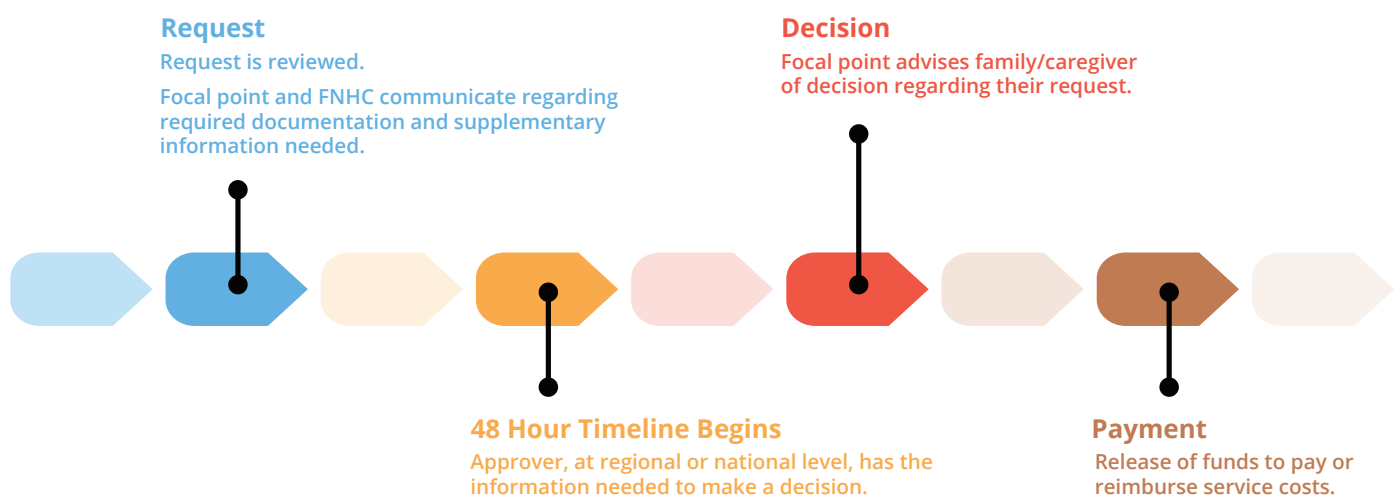 Request
Request is reviewed.
Focal point and FNHC communicate regarding
required documentation and supplementary
information needed.
48 Hour Timeline Begins
Approver, at regional or national level, has the
information needed to make a decision.
Decision
Focal point advises family/caregiver
of decision regarding their request.
Payment
Release of funds to pay or
reimburse service costs.